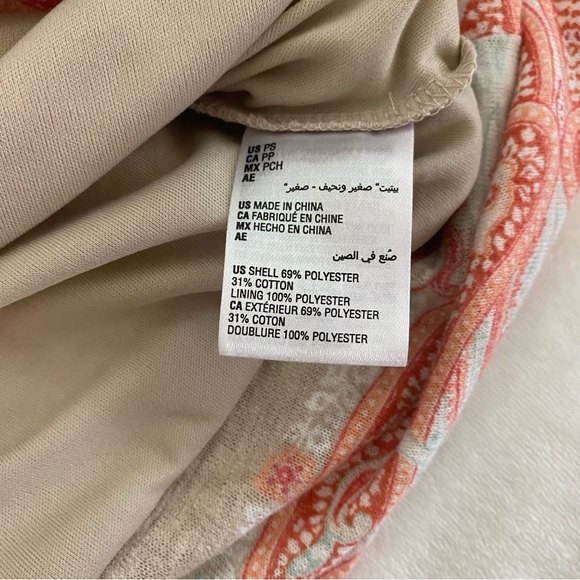 US PS
CA PP
MX PCH
AE
بيتيت" صغير ونحيف - صغير"
US MADE IN CHINA
CA FABRIQUÉ EN CHINE
MX HECHO EN CHINA
AE
صُنع في الصين
US SHELL 69% POLYESTER
31% COTTON
LINING 100% POLYESTER
CA EXTÉRIEUR 69% POLYESTER
31% COTON
DOUBLURE 100% POLYESTER